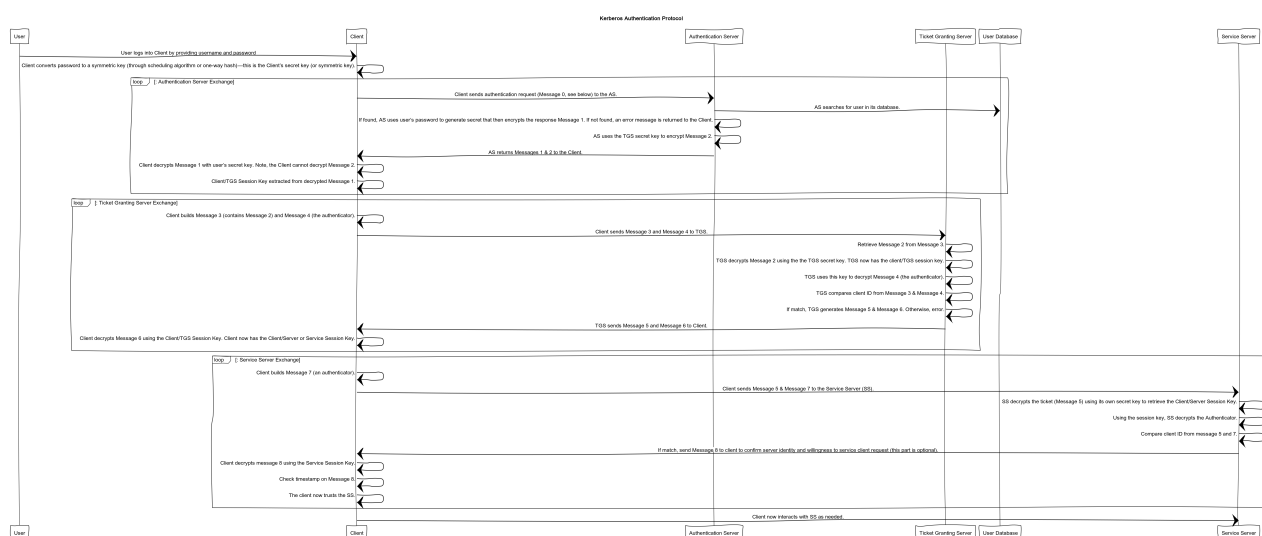 Kerberos Authentication Protocol
User
Client
Authentication Server
Ticket Granting Server
User Database
Service Server
User logs into Client by providing username and password
Client converts password to a symmetric key (through scheduling algorithm or one-way hash)—this is the Client's secret key (or symmetric key).
loop
[: Authentication Server Exchange]
Client sends authentication request (Message 0, see below) to the AS.
AS searches for user in its database.
If found, AS uses user's password to generate secret that then encrypts the response Message 1. If not found, an error message is returned to the Client.
AS uses the TGS secret key to encrypt Message 2.
AS returns Messages 1 & 2 to the Client.
Client decrypts Message 1 with user's secret key. Note, the Client cannot decrypt Message 2.
Client/TGS Session Key extracted from decrypted Message 1.
loop
[: Ticket Granting Server Exchange]
Client builds Message 3 (contains Message 2) and Message 4 (the authenticator).
Client sends Message 3 and Message 4 to TGS.
Retrieve Message 2 from Message 3.
TGS decrypts Message 2 using the the TGS secret key. TGS now has the client/TGS session key.
TGS uses this key to decrypt Message 4 (the authenticator).
TGS compares client ID from Message 3 & Message 4.
If match, TGS generates Message 5 & Message 6. Otherwise, error.
TGS sends Message 5 and Message 6 to Client.
Client decrypts Message 6 using the Client/TGS Session Key. Client now has the Client/Server or Service Session Key.
loop
[: Service Server Exchange]
Client builds Message 7 (an authenticator).
Client sends Message 5 & Message 7 to the Service Server (SS).
SS decrypts the ticket (Message 5) using its own secret key to retrieve the Client/Server Session Key.
Using the session key, SS decrypts the Authenticator.
Compare client ID from message 5 and 7.
If match, send Message 8 to client to confirm server identity and willingness to service client request (this part is optional).
Client decrypts message 8 using the Service Session Key.
Check timestamp on Message 8.
The client now trusts the SS.
Client now interacts with SS as needed.
User
Client
Authentication Server
Ticket Granting Server
User Database
Service Server